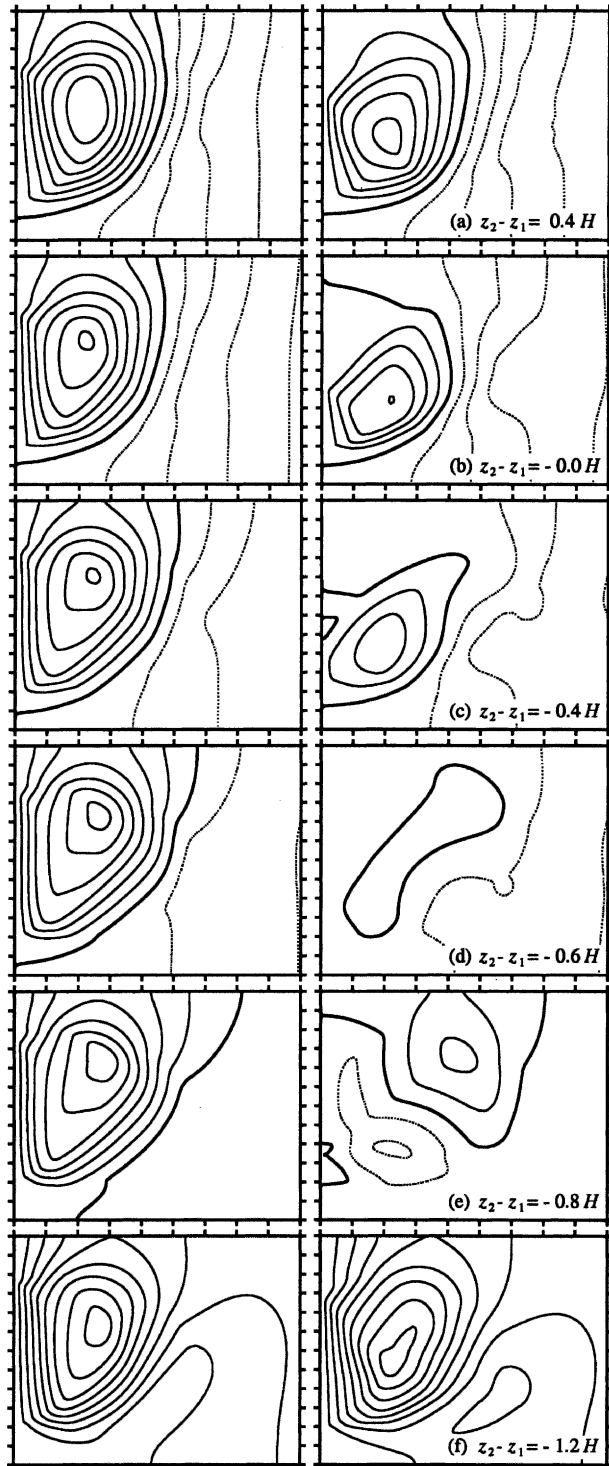 (a) z₂ - z₁ = 0.4 H
(b) z₂ - z₁ = - 0.0 H
(c) z₂ - z₁ = - 0.4 H
(d) z₂ - z₁ = - 0.6 H
(e) z₂ - z₁ = - 0.8 H
(f) z₂ - z₁ = - 1.2 H